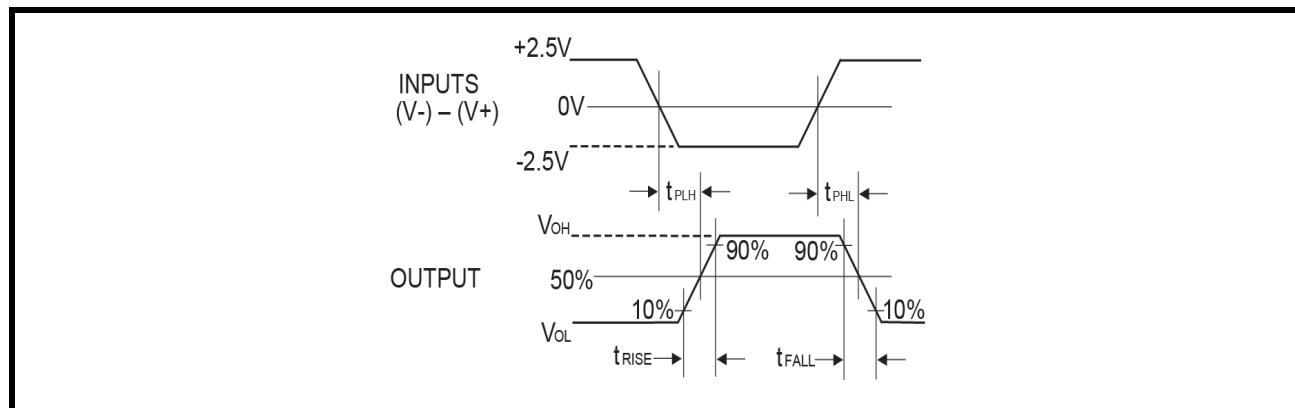 +2.5V
INPUTS
(V-) – (V+)
0V
-2.5V
tPLH
tPHL
VOH
90%
90%
OUTPUT
50%
10%
10%
VOL
tRISE
tFALL